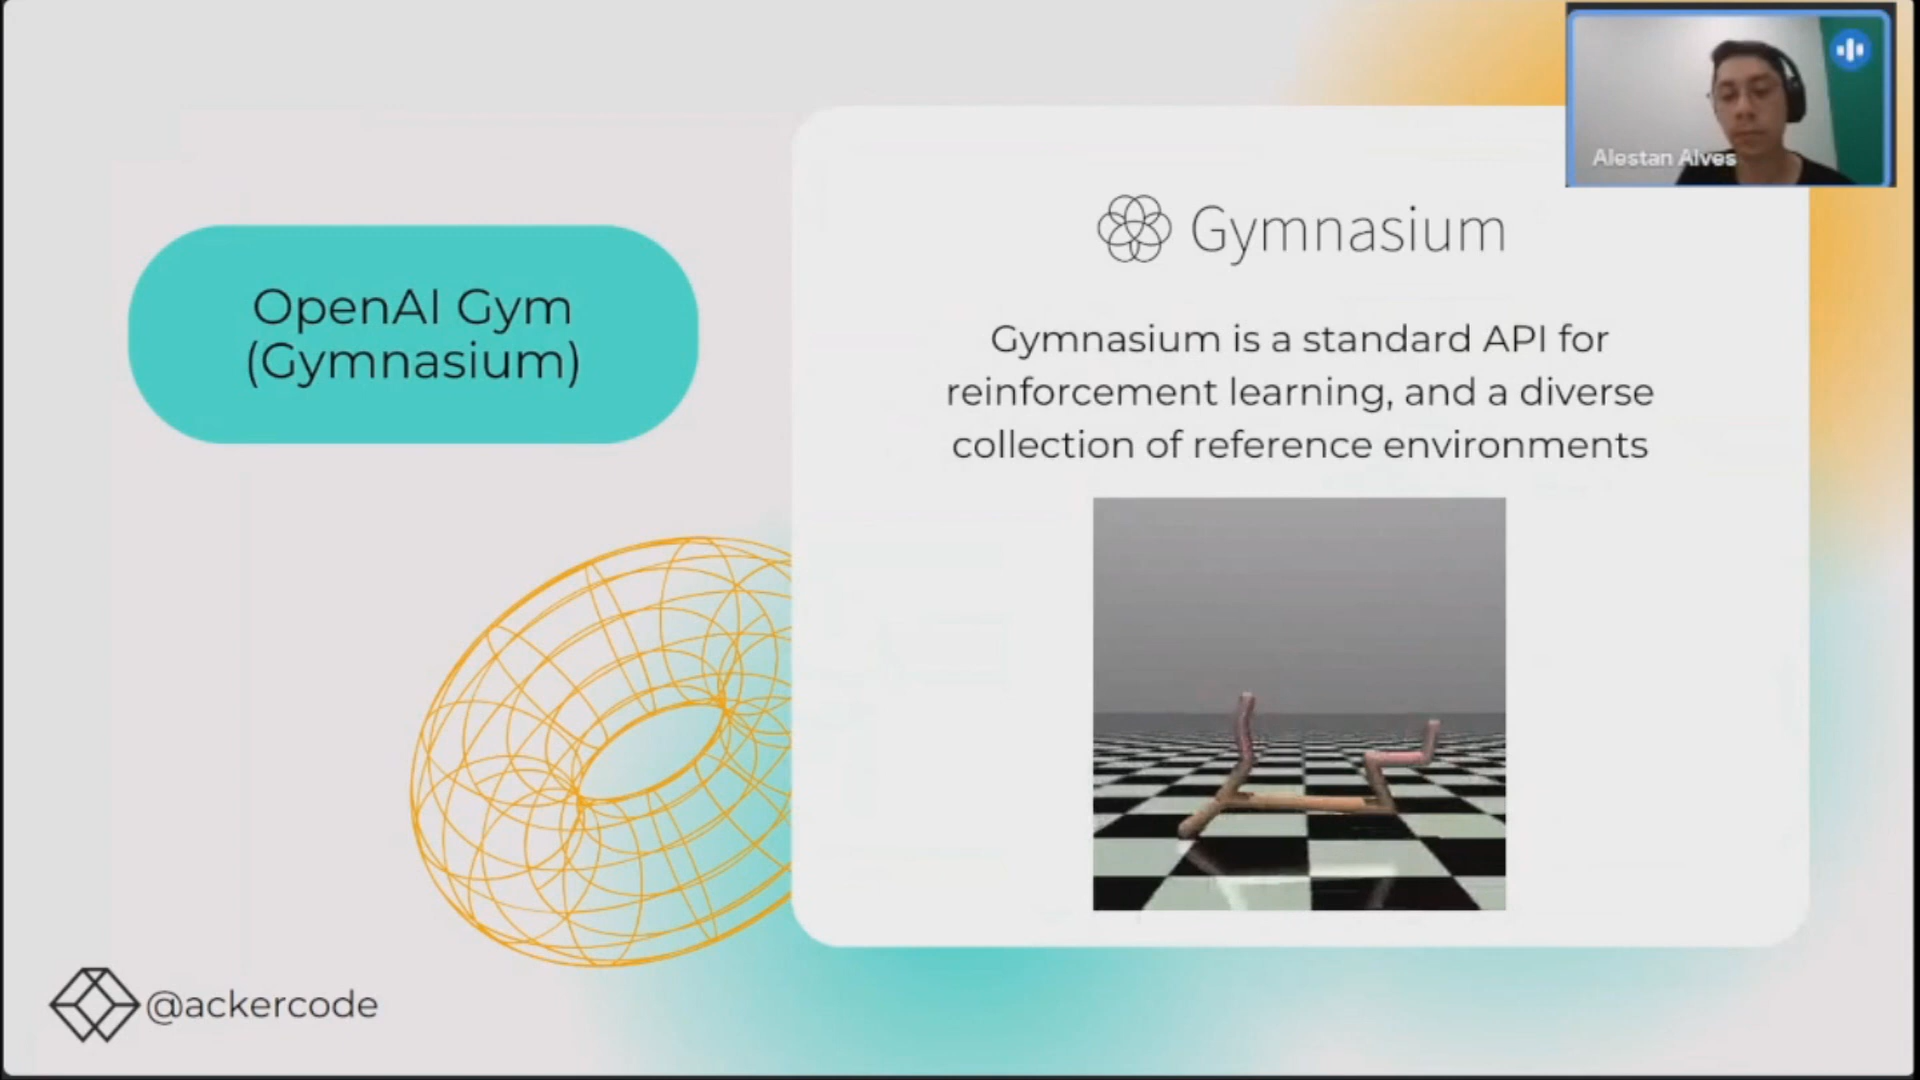 Alestan Alves
OpenAI Gym
(Gymnasium)
Gymnasium
Gymnasium is a standard API for
reinforcement learning, and a diverse
collection of reference environments
@ackercode